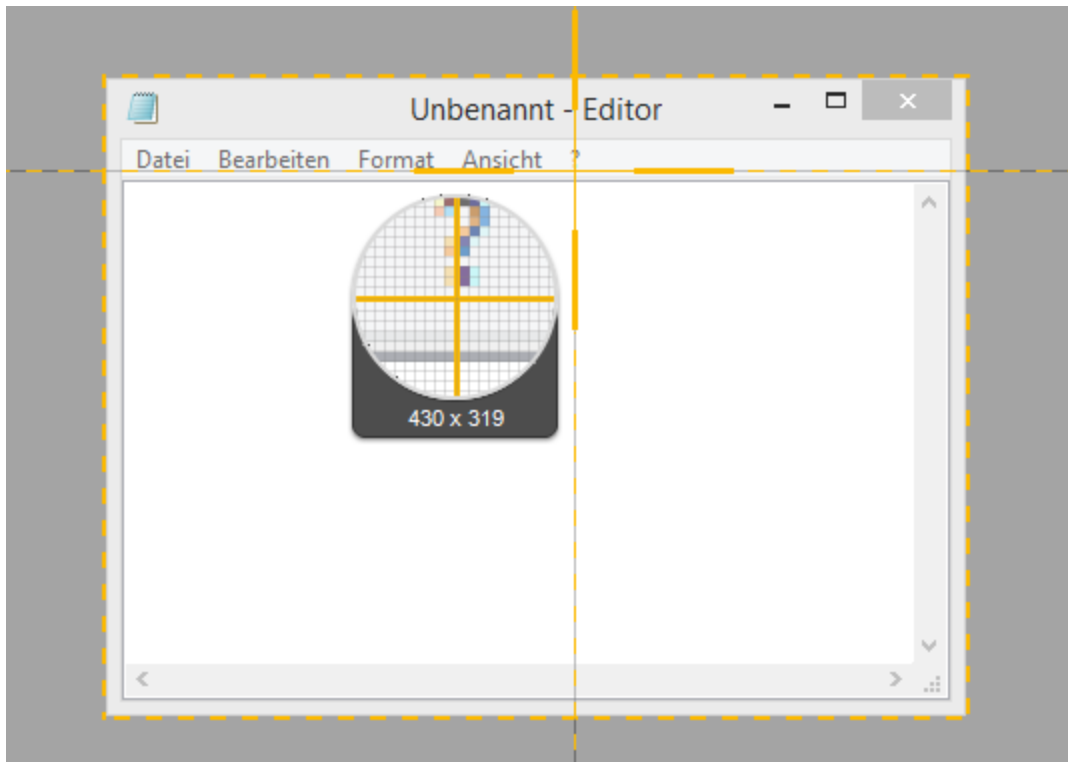 Unbenannt - Editor
Datei Bearbeiten Format Ansicht ?
430 x 319